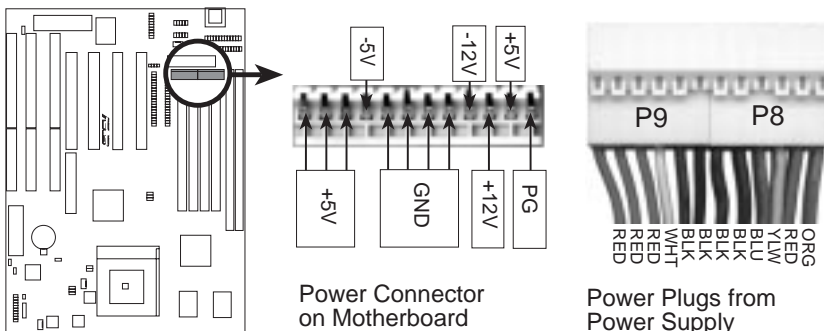 -5V
-12V
+5V
+5V
GND
+12V
PG
Power Connector
on Motherboard
P9
P8
RED
RED
RED
WHT
BLK
BLK
BLK
BLK
BLU
YLW
RED
ORG
Power Plugs from
Power Supply